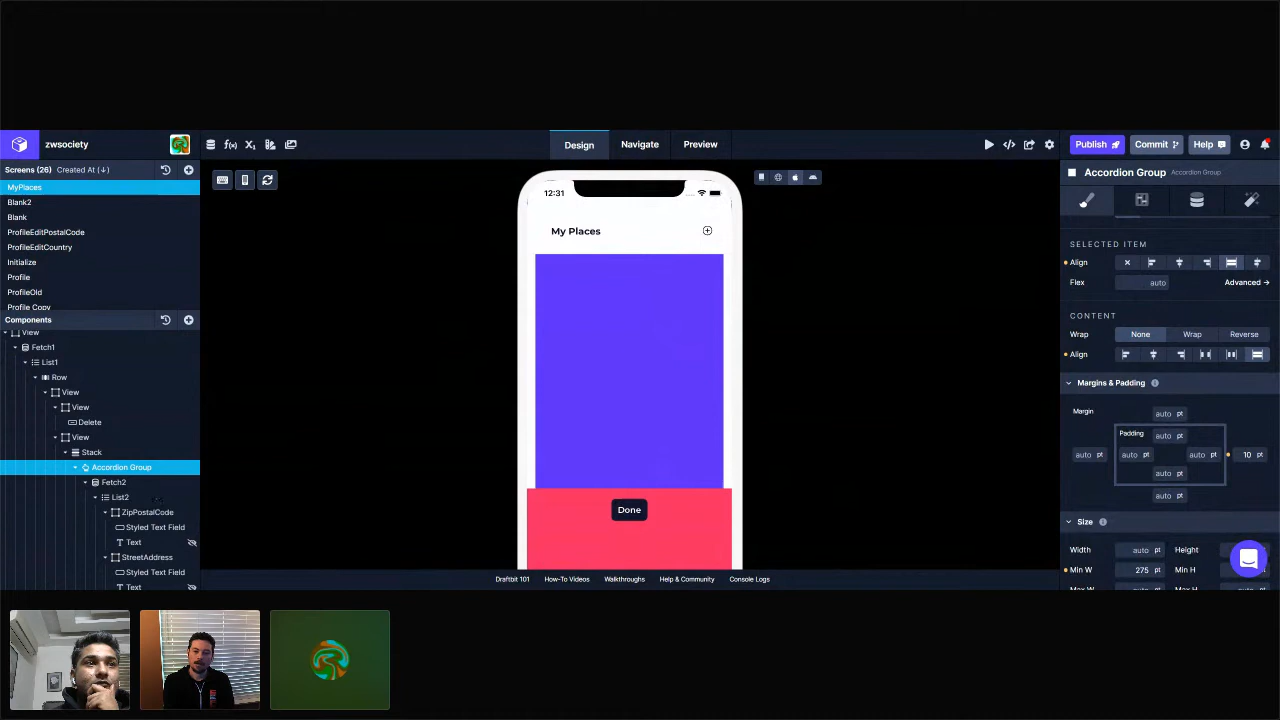 zwsociety
f(x)
X₁
Design
Navigate
Preview
</>
Publish
Commit
Help
Screens (26) Created At (↓)
MyPlaces
Blank2
Blank
ProfileEditPostalCode
ProfileEditCountry
Initialize
Profile
ProfileOld
Profile Copy
Components
View
Fetch1
List1
Row
View
View
Delete
View
Stack
Accordion Group
Fetch2
List2
ZipPostalCode
Styled Text Field
Text
StreetAddress
Styled Text Field
Text
12:31
My Places
Done
Draftbit 101
How-To Videos
Walkthroughs
Help & Community
Console Logs
Accordion Group Accordion Group
SELECTED ITEM
Align
Flex auto Advanced →
CONTENT
Wrap None Wrap Reverse
Align
Margins & Padding
Margin auto pt
Padding auto pt
auto pt auto pt auto pt 10 pt
auto pt
auto pt
Size
Width auto pt Height
Min W 275 pt Min H
Max W Max H